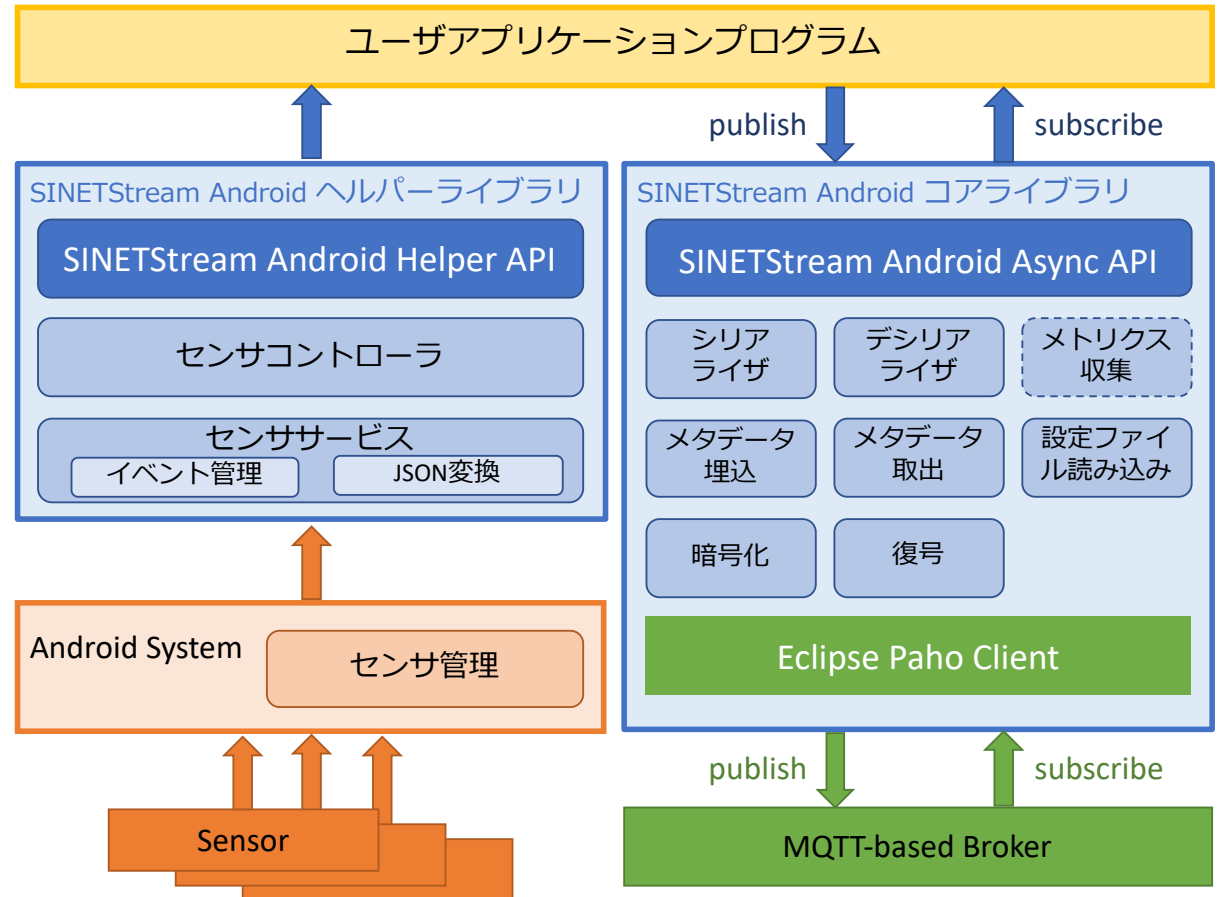 ユーザアプリケーションプログラム
publish
subscribe
SINETStream Android ヘルパーライブラリ
SINETStream Android Helper API
センサコントローラ
センササービス
イベント管理
JSON変換
Android System
センサ管理
Sensor
SINETStream Android コアライブラリ
SINETStream Android Async API
シリア
ライザ
デシリア
ライザ
メトリクス
収集
メタデータ
埋込
メタデータ
取出
設定ファイ
ル読み込み
暗号化
復号
Eclipse Paho Client
publish
subscribe
MQTT-based Broker